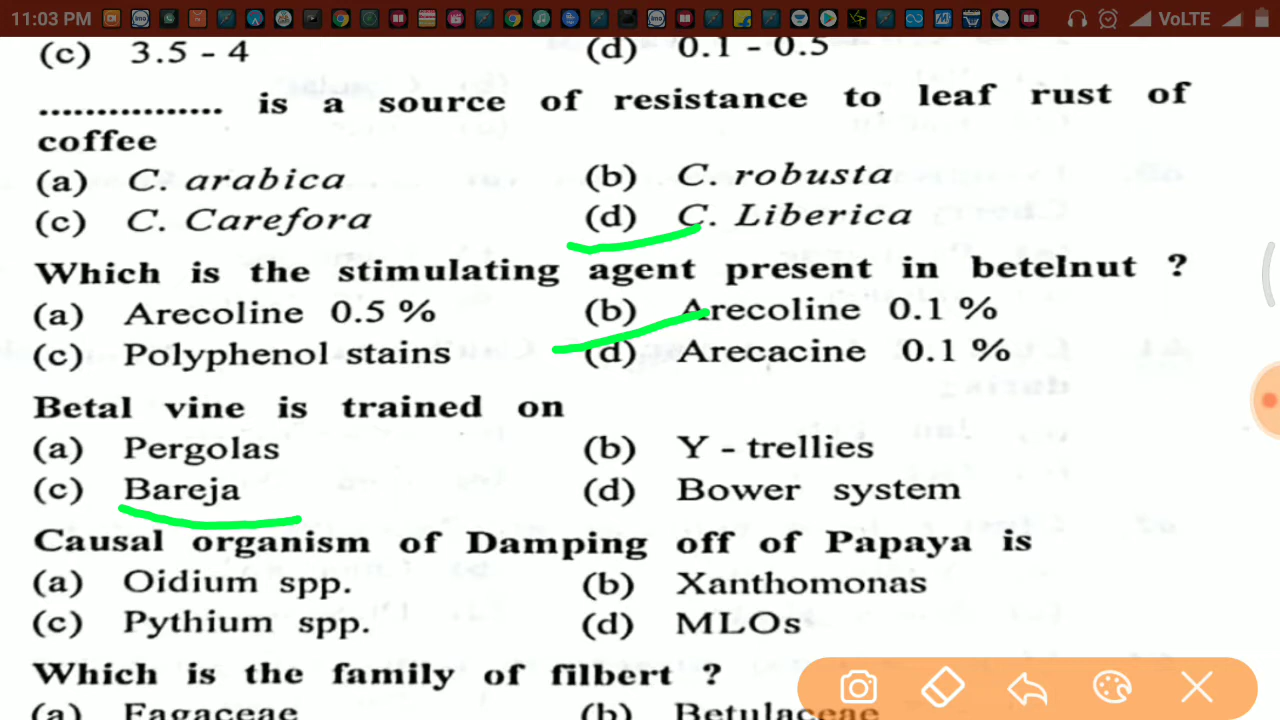 11:03 PM VoLTE
(c) 3.5 - 4 (d) 0.1 - 0.5
................ is a source of resistance to leaf rust of
coffee
(a) C. arabica (b) C. robusta
(c) C. Carefora (d) C. Liberica
Which is the stimulating agent present in betelnut ?
(a) Arecoline 0.5 % (b) Arecoline 0.1 %
(c) Polyphenol stains (d) Arecacine 0.1 %
Betal vine is trained on
(a) Pergolas (b) Y - trellies
(c) Bareja (d) Bower system
Causal organism of Damping off of Papaya is
(a) Oidium spp. (b) Xanthomonas
(c) Pythium spp. (d) MLOs
Which is the family of filbert ?
(a) Fagaceae (b) Betulaceae